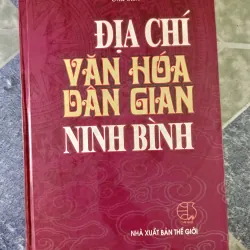 ĐỊA CHÍ
VĂN HÓA
DÂN GIAN
NINH BÌNH
NHÀ XUẤT BẢN THẾ GIỚI